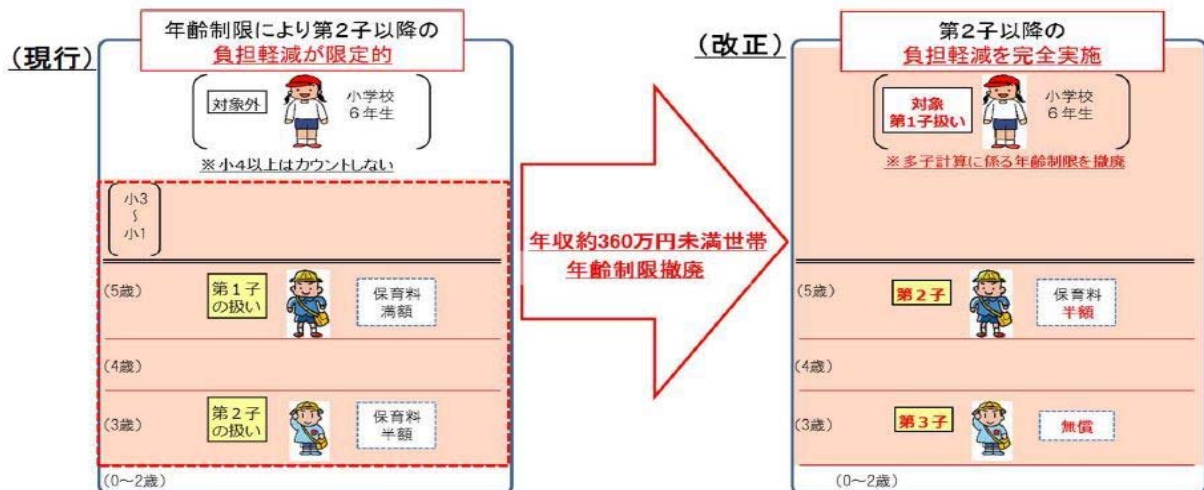 (現行)
年齢制限により第2子以降の
負担軽減が限定的
対象外
小学校
6年生
※小4以上はカウントしない
小3
～
小1
(5歳)
第1子
の扱い
保育料
満額
(4歳)
(3歳)
第2子
の扱い
保育料
半額
(0～2歳)
年収約360万円未満世帯
年齢制限撤廃
(改正)
第2子以降の
負担軽減を完全実施
対象
第1子扱い
小学校
6年生
※多子計算に係る年齢制限を撤廃
(5歳)
第2子
保育料
半額
(4歳)
(3歳)
第3子
無償
(0～2歳)